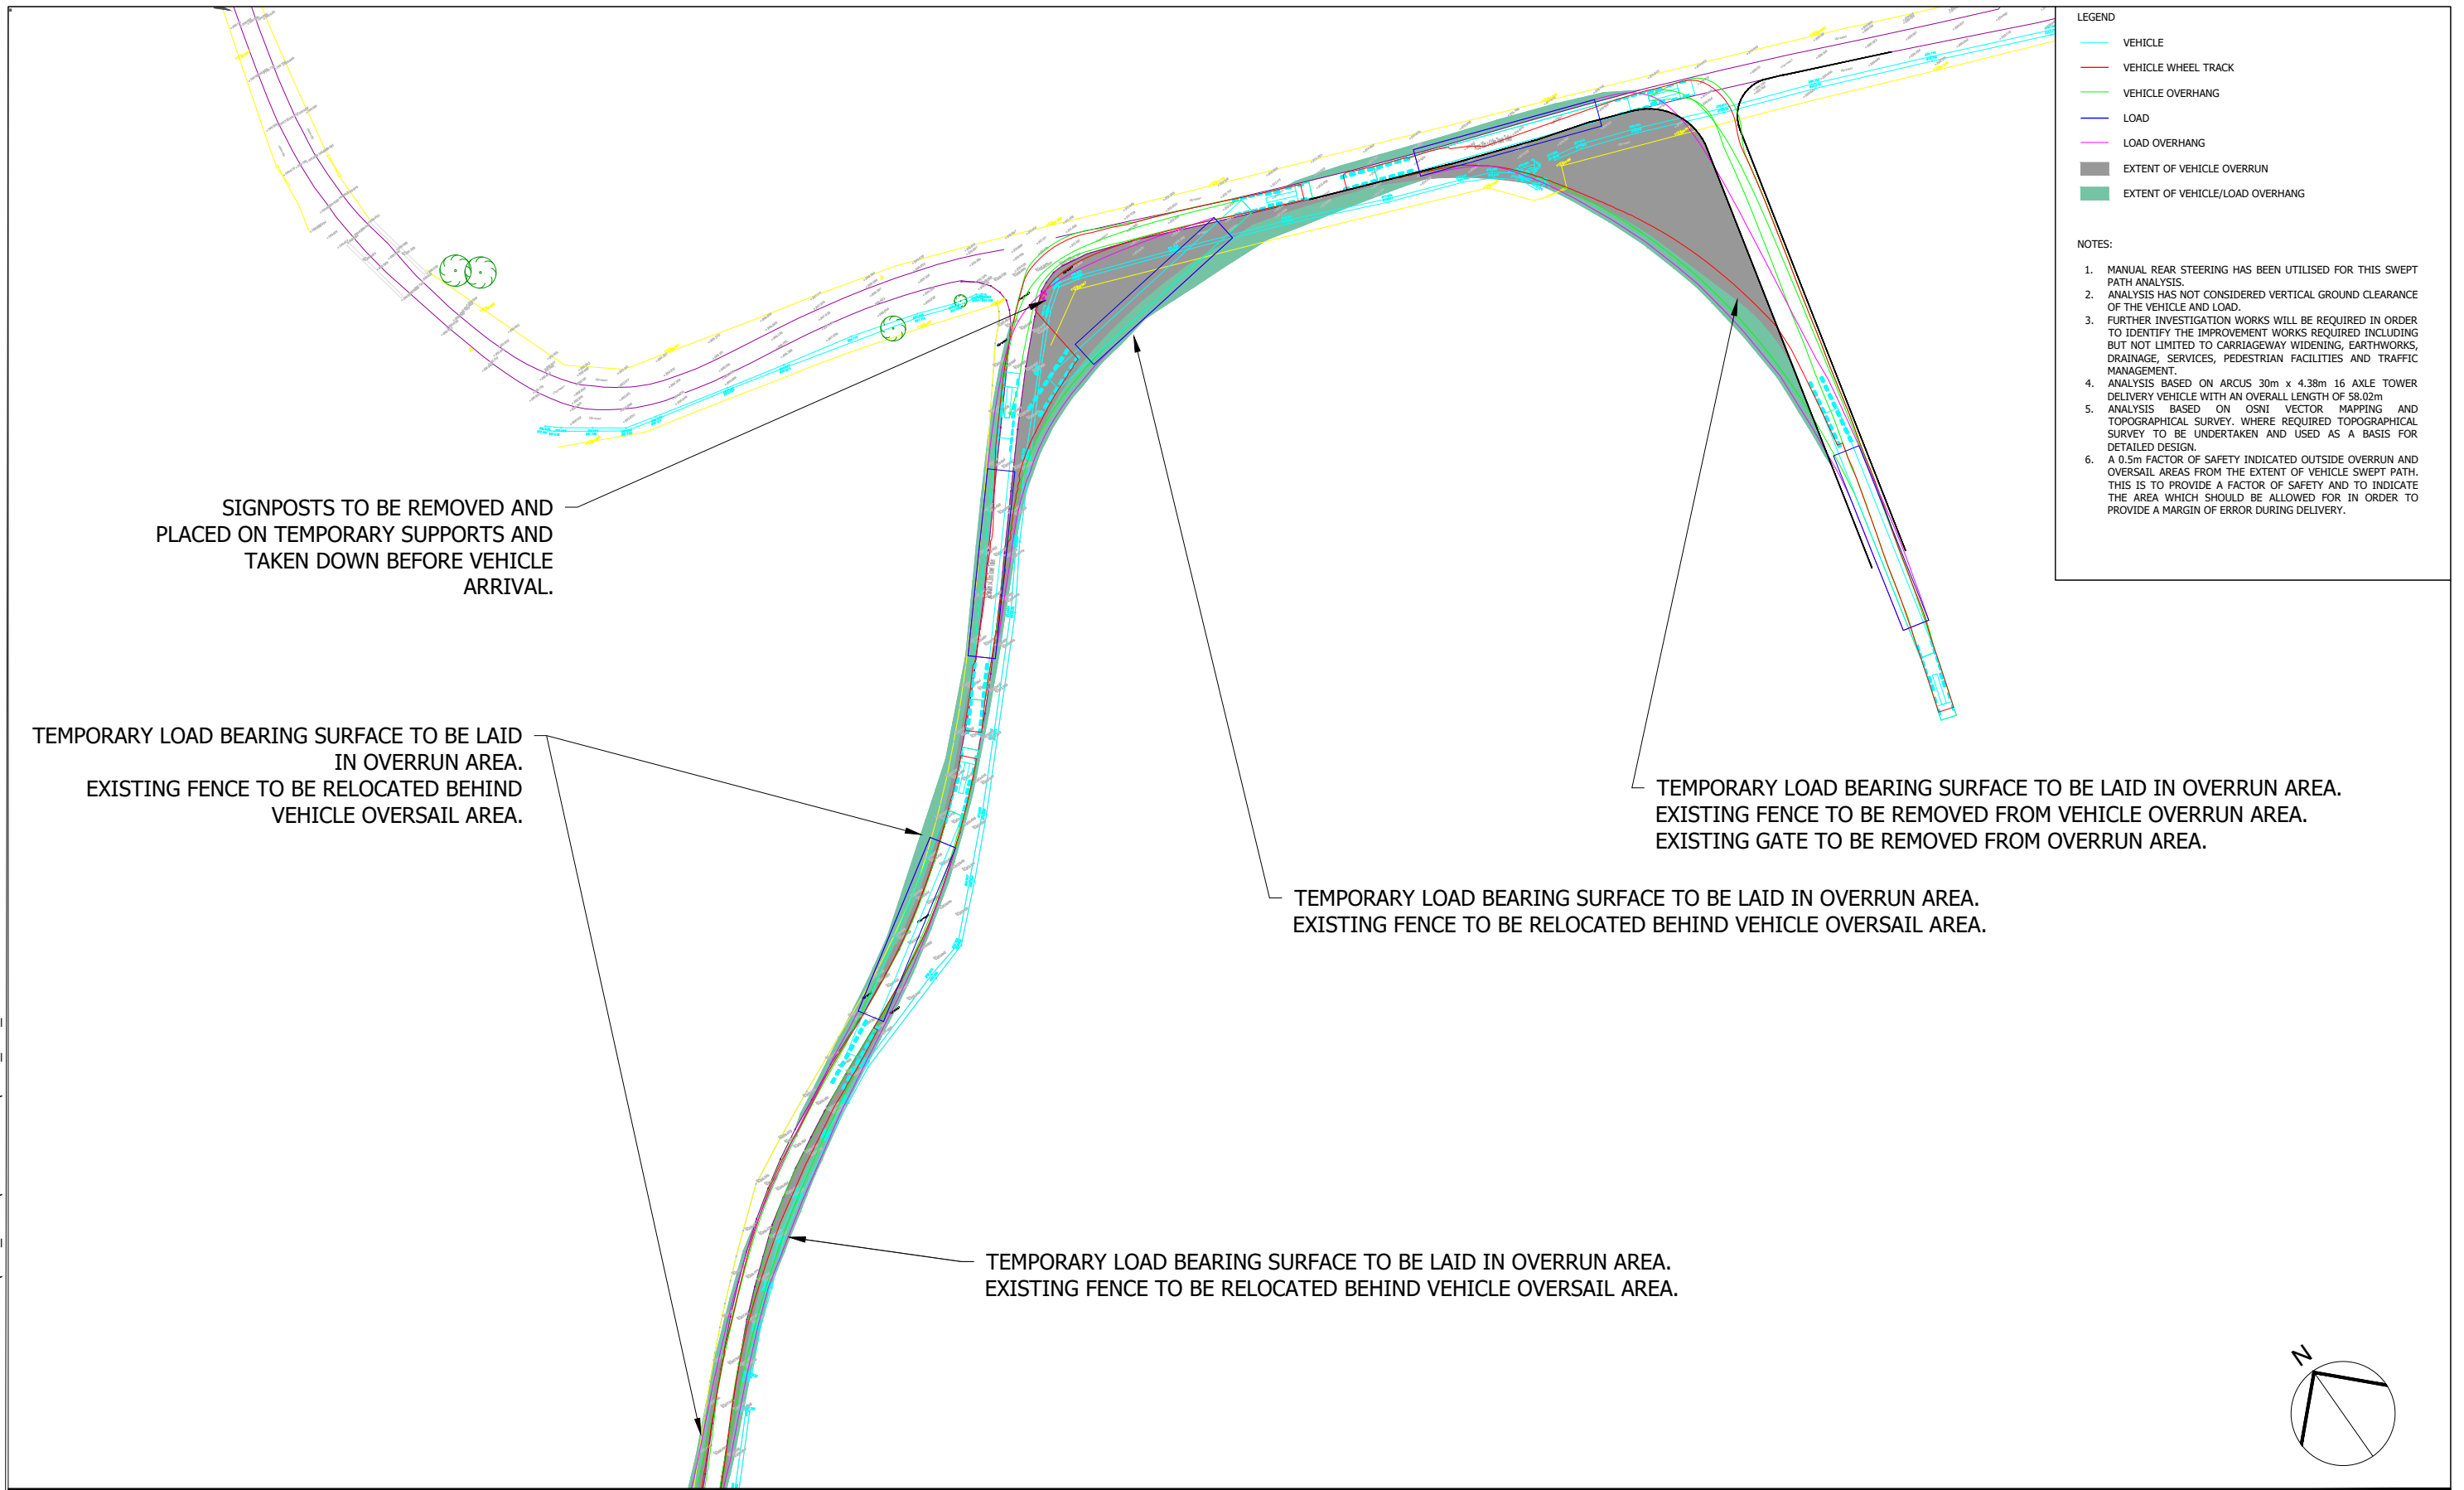 LEGEND
VEHICLE
VEHICLE WHEEL TRACK
VEHICLE OVERHANG
LOAD
LOAD OVERHANG
EXTENT OF VEHICLE OVERRUN
EXTENT OF VEHICLE/LOAD OVERHANG
NOTES:
1. MANUAL REAR STEERING HAS BEEN UTILISED FOR THIS SWEPT
PATH ANALYSIS.
2. ANALYSIS HAS NOT CONSIDERED VERTICAL GROUND CLEARANCE
OF THE VEHICLE AND LOAD.
3. FURTHER INVESTIGATION WORKS WILL BE REQUIRED IN ORDER
TO IDENTIFY THE IMPROVEMENT WORKS REQUIRED INCLUDING
BUT NOT LIMITED TO CARRIAGEWAY WIDENING, EARTHWORKS,
DRAINAGE, SERVICES, PEDESTRIAN FACILITIES AND TRAFFIC
MANAGEMENT.
4. ANALYSIS BASED ON ARCUS 30m x 4.38m 16 AXLE TOWER
DELIVERY VEHICLE WITH AN OVERALL LENGTH OF 58.02m
5. ANALYSIS BASED ON OSNI VECTOR MAPPING AND
TOPOGRAPHICAL SURVEY. WHERE REQUIRED TOPOGRAPHICAL
SURVEY TO BE UNDERTAKEN AND USED AS A BASIS FOR
DETAILED DESIGN.
6. A 0.5m FACTOR OF SAFETY INDICATED OUTSIDE OVERRUN AND
OVERSAIL AREAS FROM THE EXTENT OF VEHICLE SWEPT PATH.
THIS IS TO PROVIDE A FACTOR OF SAFETY AND TO INDICATE
THE AREA WHICH SHOULD BE ALLOWED FOR IN ORDER TO
PROVIDE A MARGIN OF ERROR DURING DELIVERY.
SIGNPOSTS TO BE REMOVED AND
PLACED ON TEMPORARY SUPPORTS AND
TAKEN DOWN BEFORE VEHICLE
ARRIVAL.
TEMPORARY LOAD BEARING SURFACE TO BE LAID
IN OVERRUN AREA.
EXISTING FENCE TO BE RELOCATED BEHIND
VEHICLE OVERSAIL AREA.
TEMPORARY LOAD BEARING SURFACE TO BE LAID IN OVERRUN AREA.
EXISTING FENCE TO BE REMOVED FROM VEHICLE OVERRUN AREA.
EXISTING GATE TO BE REMOVED FROM OVERRUN AREA.
TEMPORARY LOAD BEARING SURFACE TO BE LAID IN OVERRUN AREA.
EXISTING FENCE TO BE RELOCATED BEHIND VEHICLE OVERSAIL AREA.
TEMPORARY LOAD BEARING SURFACE TO BE LAID IN OVERRUN AREA.
EXISTING FENCE TO BE RELOCATED BEHIND VEHICLE OVERSAIL AREA.
N